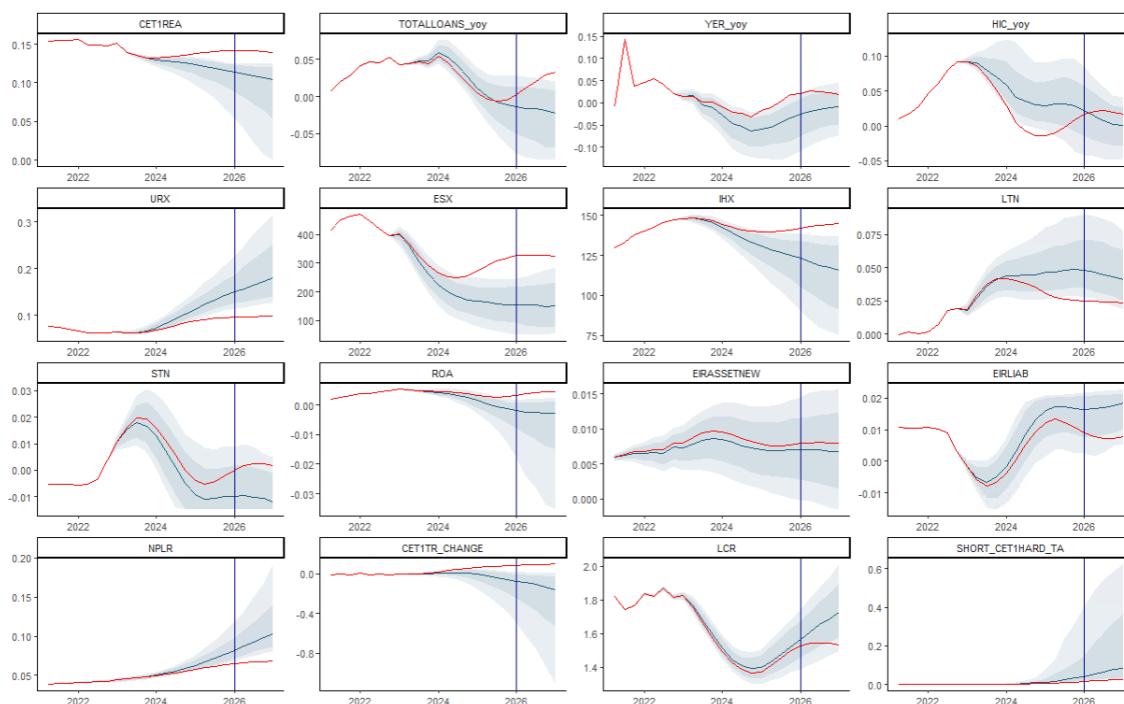 CET1REA TOTALLOANS_yoy YER_yoy HIC_yoy
0.15 0.10 0.05 0.00
0.05 0.00 -0.05
0.15 0.10 0.05 0.00 -0.05 -0.10
0.10 0.05 0.00 -0.05
2022 2024 2026 2022 2024 2026 2022 2024 2026 2022 2024 2026
URX ESX IHX LTN
0.3 0.2 0.1
400 300 200 100
150 125 100 75
0.075 0.050 0.025 0.000
2022 2024 2026 2022 2024 2026 2022 2024 2026 2022 2024 2026
STN ROA EIRASSETNEW EIRLIAB
0.03 0.02 0.01 0.00 -0.01
0.00 -0.01 -0.02 -0.03
0.015 0.010 0.005 0.000
0.02 0.01 0.00 -0.01
2022 2024 2026 2022 2024 2026 2022 2024 2026 2022 2024 2026
NPLR CET1TR_CHANGE LCR SHORT_CET1HARD_TA
0.20 0.15 0.10 0.05
0.0 -0.4 -0.8
2.0 1.8 1.6 1.4
0.6 0.4 0.2 0.0
2022 2024 2026 2022 2024 2026 2022 2024 2026 2022 2024 2026